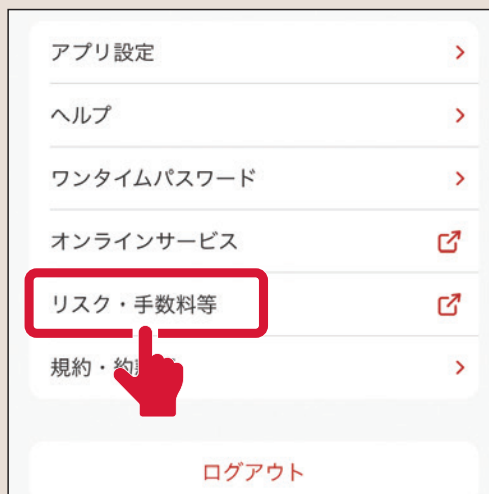 アプリ設定
ヘルプ
ワンタイムパスワード
オンラインサービス
リスク・手数料等
規約・約
ログアウト